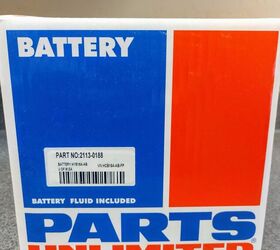 BATTERY
PART NO:2113-0188
BATTERY FLUID INCLUDED
PARTS
UNLIMITED